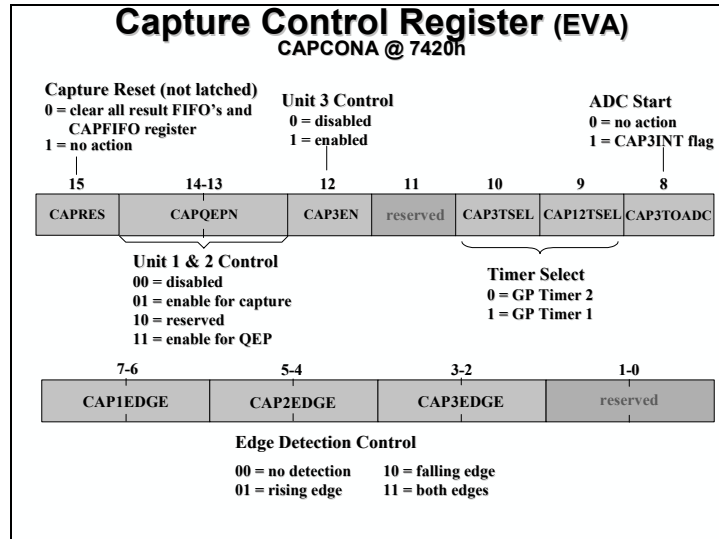 Capture Control Register (EVA)
CAPCONA @ 7420h
Capture Reset (not latched)
0 = clear all result FIFO's and
CAPFIFO register
1 = no action
Unit 3 Control
0 = disabled
1 = enabled
ADC Start
0 = no action
1 = CAP3INT flag
15 14-13 12 11 10 9 8
CAPRES CAPQEPN CAP3EN reserved CAP3TSEL CAP12TSEL CAP3TOADC
Unit 1 & 2 Control
00 = disabled
01 = enable for capture
10 = reserved
11 = enable for QEP
Timer Select
0 = GP Timer 2
1 = GP Timer 1
7-6 5-4 3-2 1-0
CAP1EDGE CAP2EDGE CAP3EDGE reserved
Edge Detection Control
00 = no detection 10 = falling edge
01 = rising edge 11 = both edges